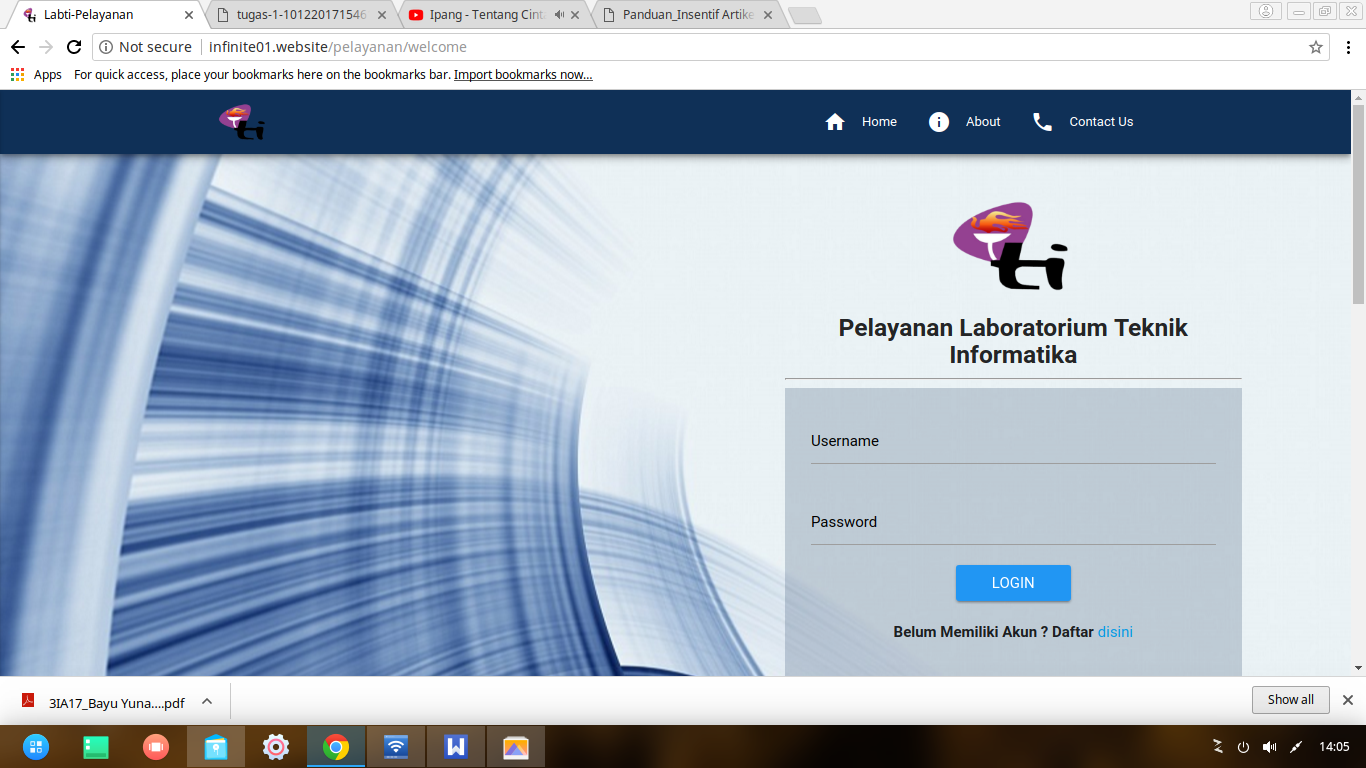 Labti-Pelayanan
tugas-1-101220171546
Ipang - Tentang Cint
Panduan_Insentif Artike
Not secure
infinite01.website/pelayanan/welcome
Apps
For quick access, place your bookmarks here on the bookmarks bar. Import bookmarks now...
ti
Home
About
Contact Us
ti
Pelayanan Laboratorium Teknik
Informatika
Username
Password
LOGIN
Belum Memiliki Akun ? Daftar disini
3IA17_Bayu Yuna....pdf
Show all
W
14:05